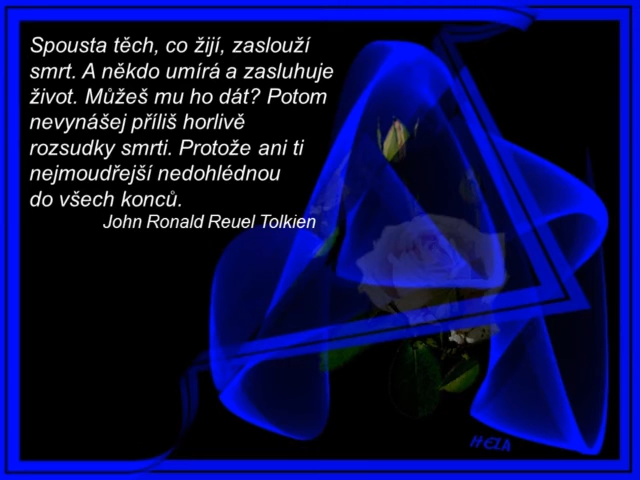 Spousta těch, co žijí, zaslouží
smrt. A někdo umírá a zasluhuje
život. Můžeš mu ho dát? Potom
nevynášej příliš horlivě
rozsudky smrti. Protože ani ti
nejmoudřejší nedohlédnou
do všech konců.
John Ronald Reuel Tolkien
HEZA